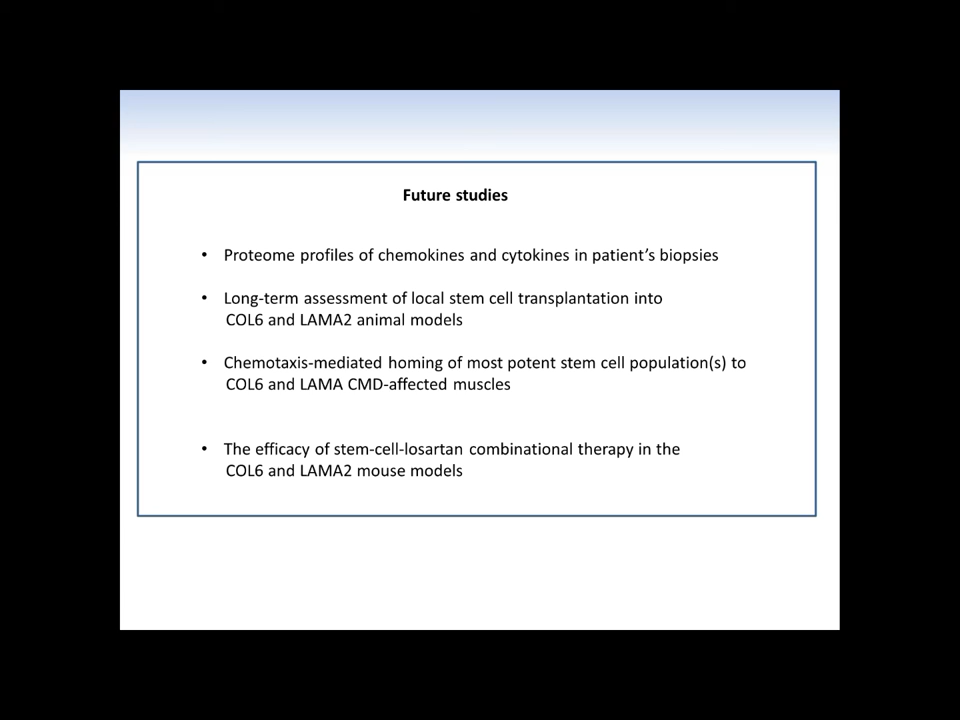 Future studies
• Proteome profiles of chemokines and cytokines in patient’s biopsies
• Long-term assessment of local stem cell transplantation into
COL6 and LAMA2 animal models
• Chemotaxis-mediated homing of most potent stem cell population(s) to
COL6 and LAMA CMD-affected muscles
• The efficacy of stem-cell-losartan combinational therapy in the
COL6 and LAMA2 mouse models